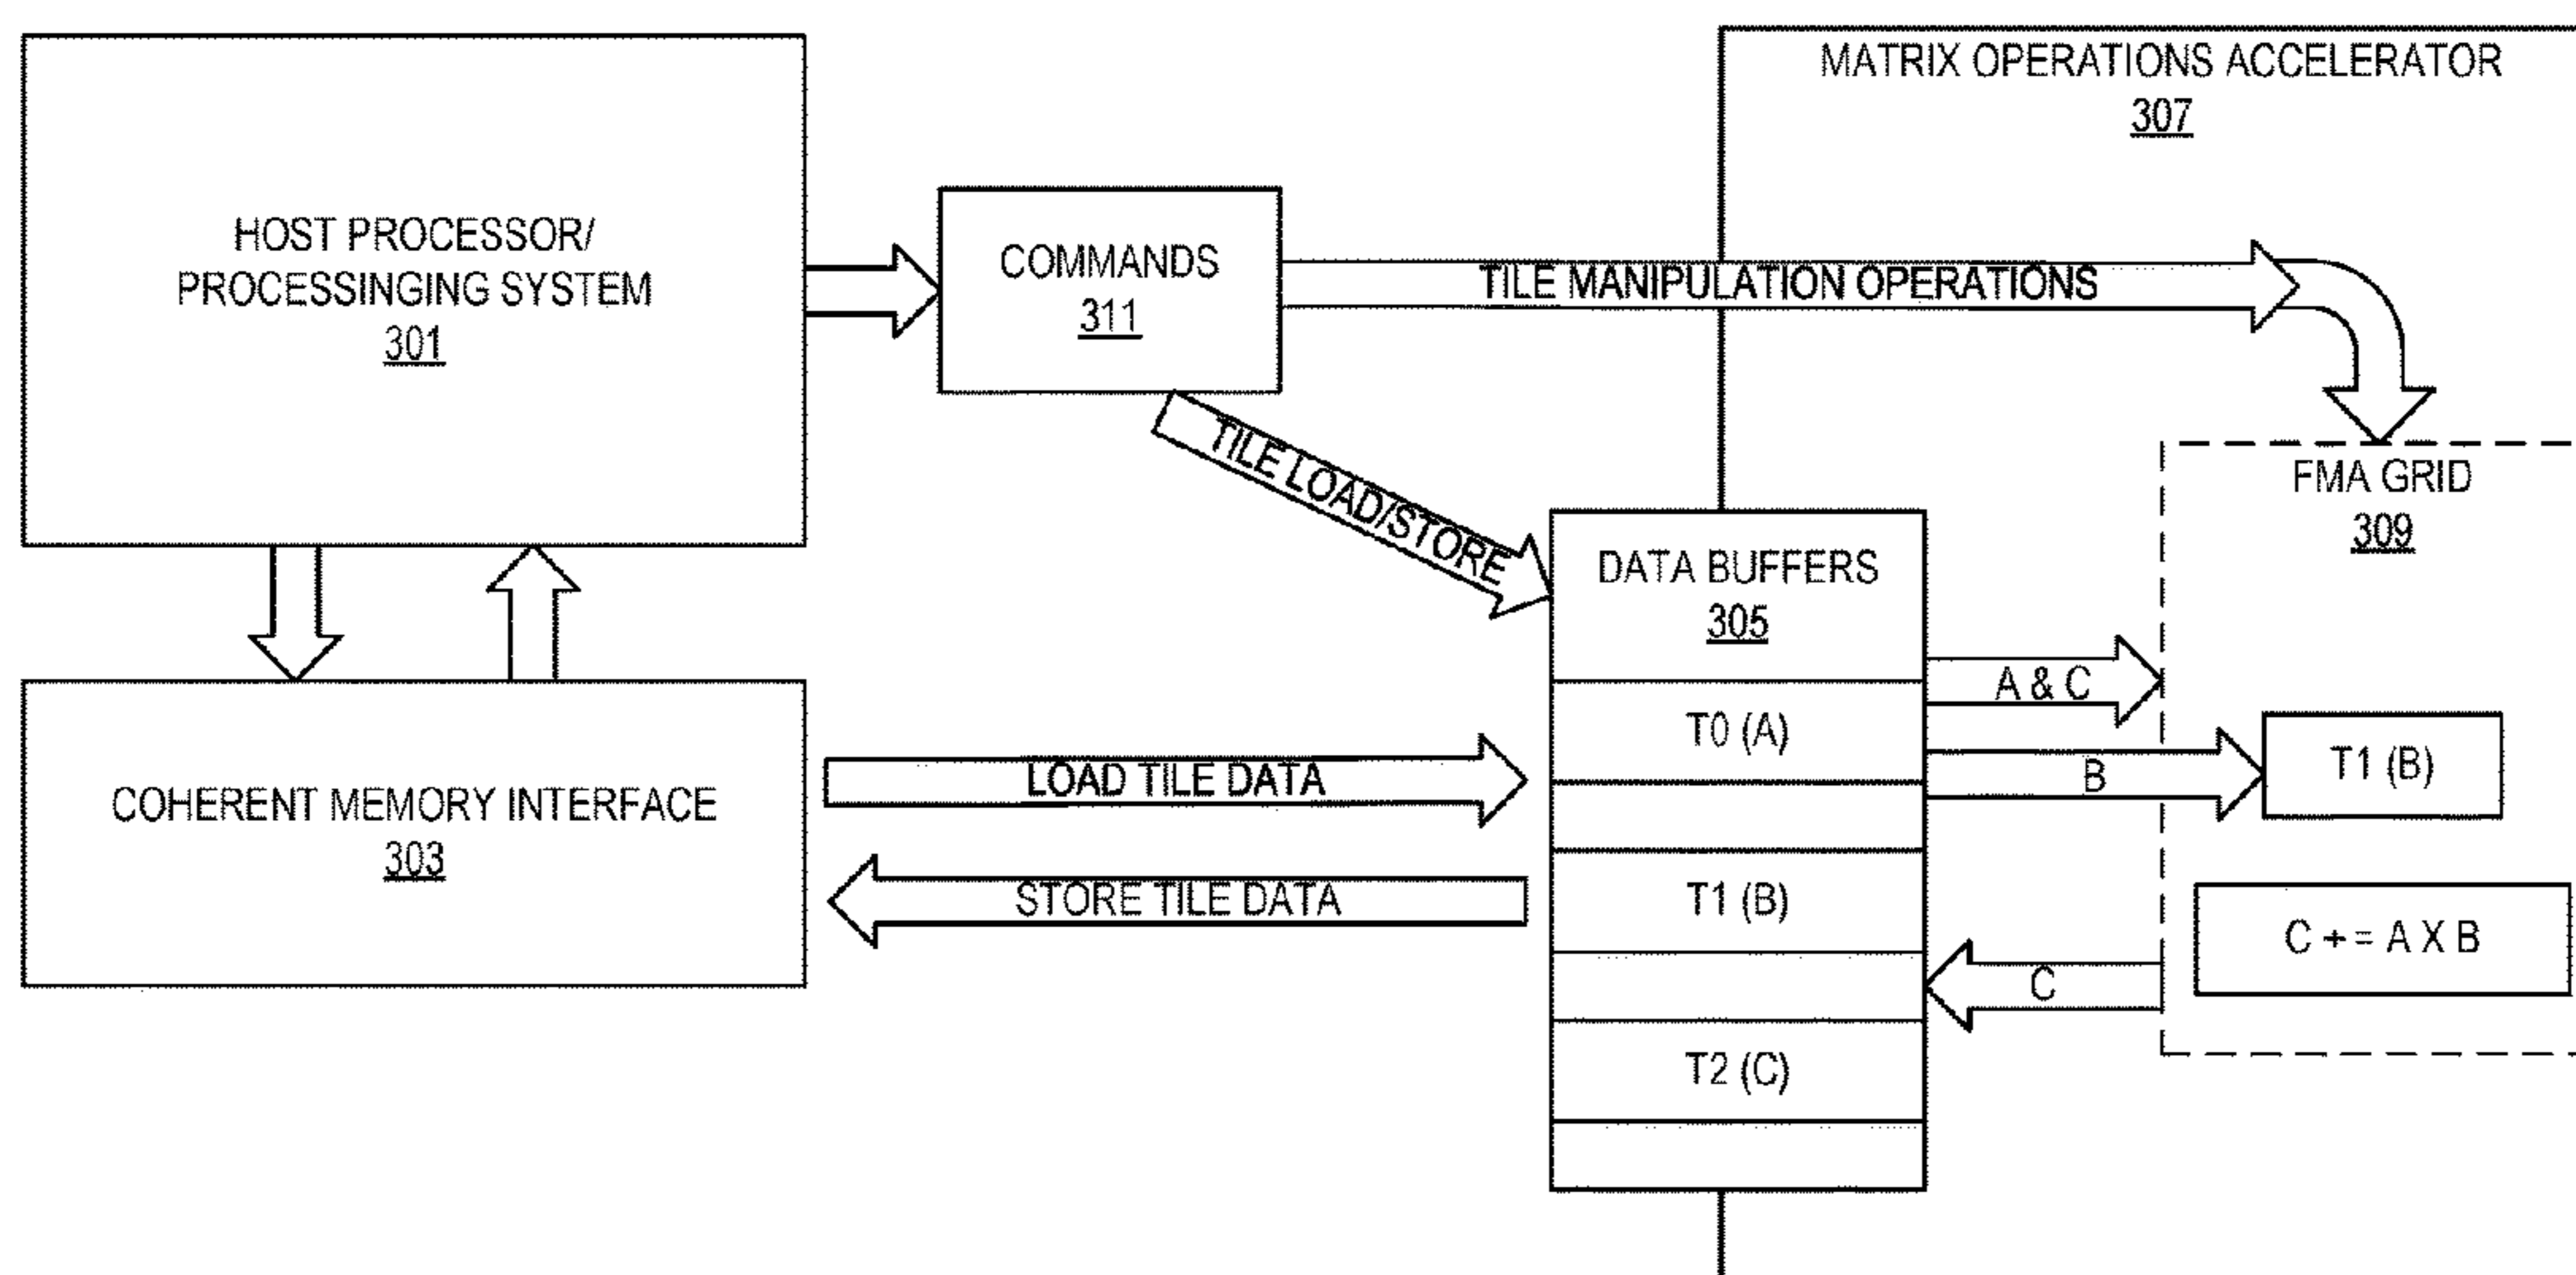 MATRIX OPERATIONS ACCELERATOR
307
HOST PROCESSOR/
PROCESSINGING SYSTEM
301
COMMANDS
311
TILE MANIPULATION OPERATIONS
TILE LOAD/STORE
FMA GRID
309
DATA BUFFERS
305
A & C
T0 (A)
B
T1 (B)
COHERENT MEMORY INTERFACE
303
LOAD TILE DATA
STORE TILE DATA
T1 (B)
C + = A X B
C
T2 (C)